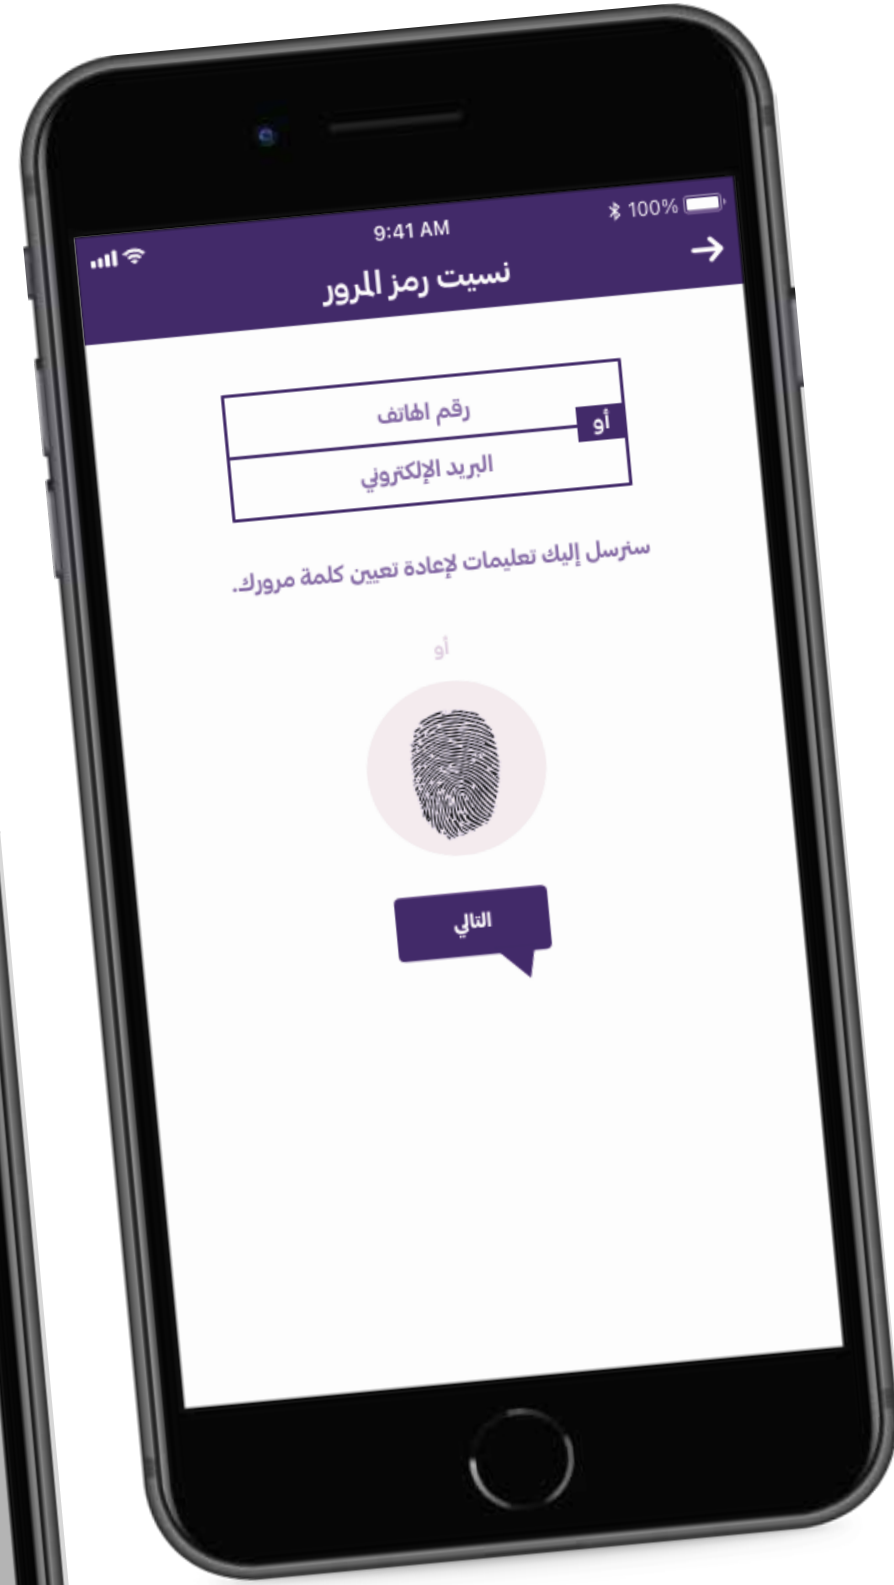 9:41 AM
100%
نسيت رمز المرور
رقم الهاتف
أو
البريد الإلكتروني
سنرسل إليك تعليمات لإعادة تعيين كلمة مرورك.
أو
التالي